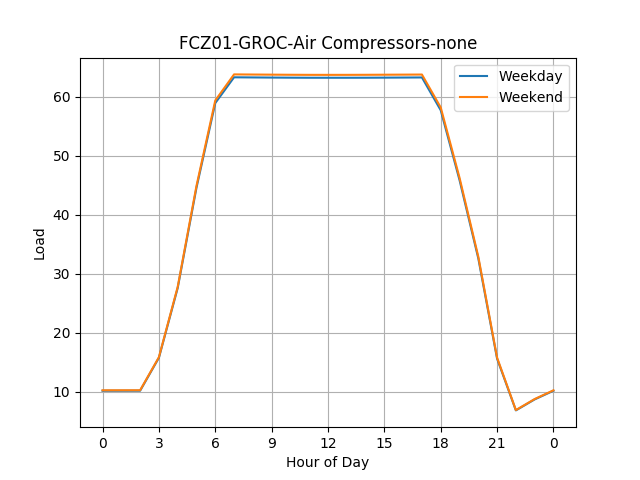 FCZ01-GROC-Air Compressors-none
Weekday
Weekend
Load
60
50
40
30
20
10
0 3 6 9 12 15 18 21 0
Hour of Day